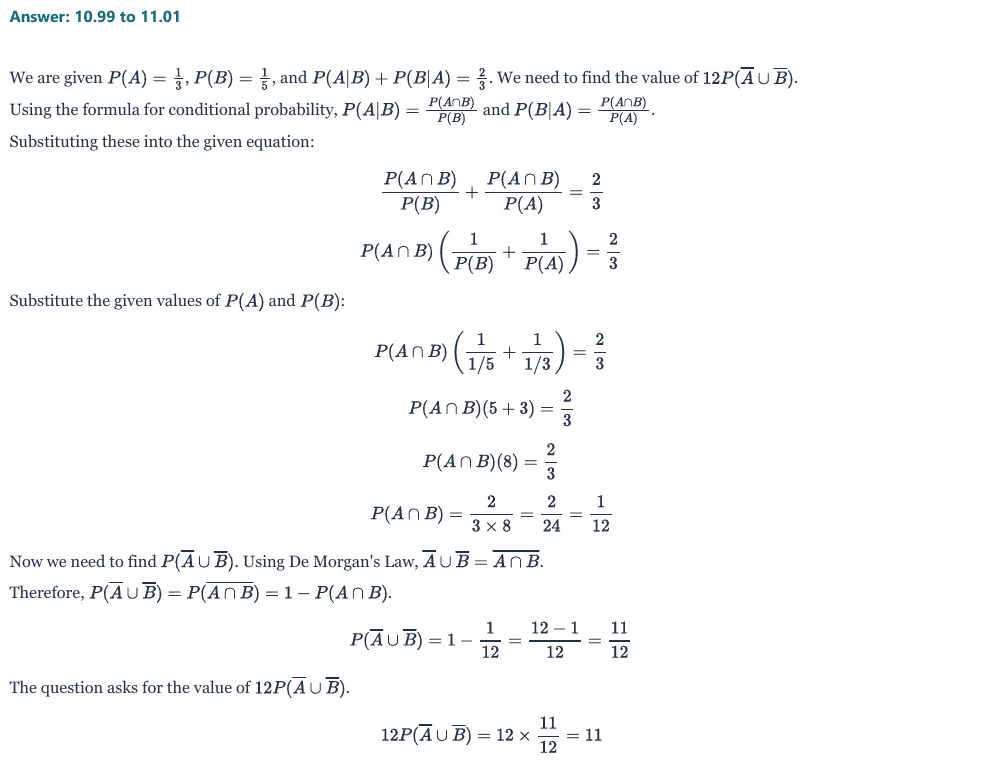 Answer: 10.99 to 11.01
We are given P(A) = 1/3, P(B) = 1/5, and P(A|B) + P(B|A) = 2/3. We need to find the value of 12P(A̅ ∪ B̅).
Using the formula for conditional probability, P(A|B) = P(A∩B)/P(B) and P(B|A) = P(A∩B)/P(A).
Substituting these into the given equation:
P(A ∩ B)/P(B) + P(A ∩ B)/P(A) = 2/3
P(A ∩ B) (1/P(B) + 1/P(A)) = 2/3
Substitute the given values of P(A) and P(B):
P(A ∩ B) (1/(1/5) + 1/(1/3)) = 2/3
P(A ∩ B)(5 + 3) = 2/3
P(A ∩ B)(8) = 2/3
P(A ∩ B) = 2/(3 × 8) = 2/24 = 1/12
Now we need to find P(A̅ ∪ B̅). Using De Morgan's Law, A̅ ∪ B̅ = \overline{A ∩ B}.
Therefore, P(A̅ ∪ B̅) = P(\overline{A ∩ B}) = 1 − P(A ∩ B).
P(A̅ ∪ B̅) = 1 − 1/12 = (12 − 1)/12 = 11/12
The question asks for the value of 12P(A̅ ∪ B̅).
12P(A̅ ∪ B̅) = 12 × 11/12 = 11